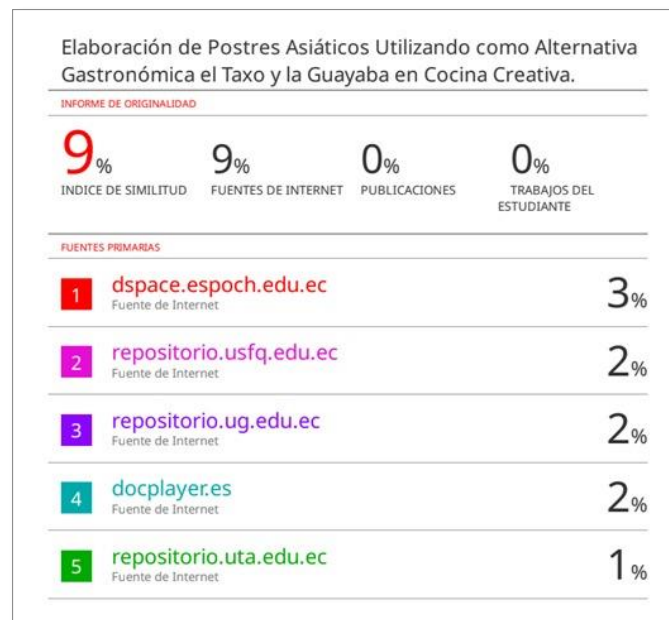 Elaboración de Postres Asiáticos Utilizando como Alternativa
Gastronómica el Taxo y la Guayaba en Cocina Creativa.
INFORME DE ORIGINALIDAD
9%
INDICE DE SIMILITUD
9%
FUENTES DE INTERNET
0%
PUBLICACIONES
0%
TRABAJOS DEL
ESTUDIANTE
FUENTES PRIMARIAS
1
dspace.espoch.edu.ec
Fuente de Internet
3%
2
repositorio.usfq.edu.ec
Fuente de Internet
2%
3
repositorio.ug.edu.ec
Fuente de Internet
2%
4
docplayer.es
Fuente de Internet
2%
5
repositorio.uta.edu.ec
Fuente de Internet
1%